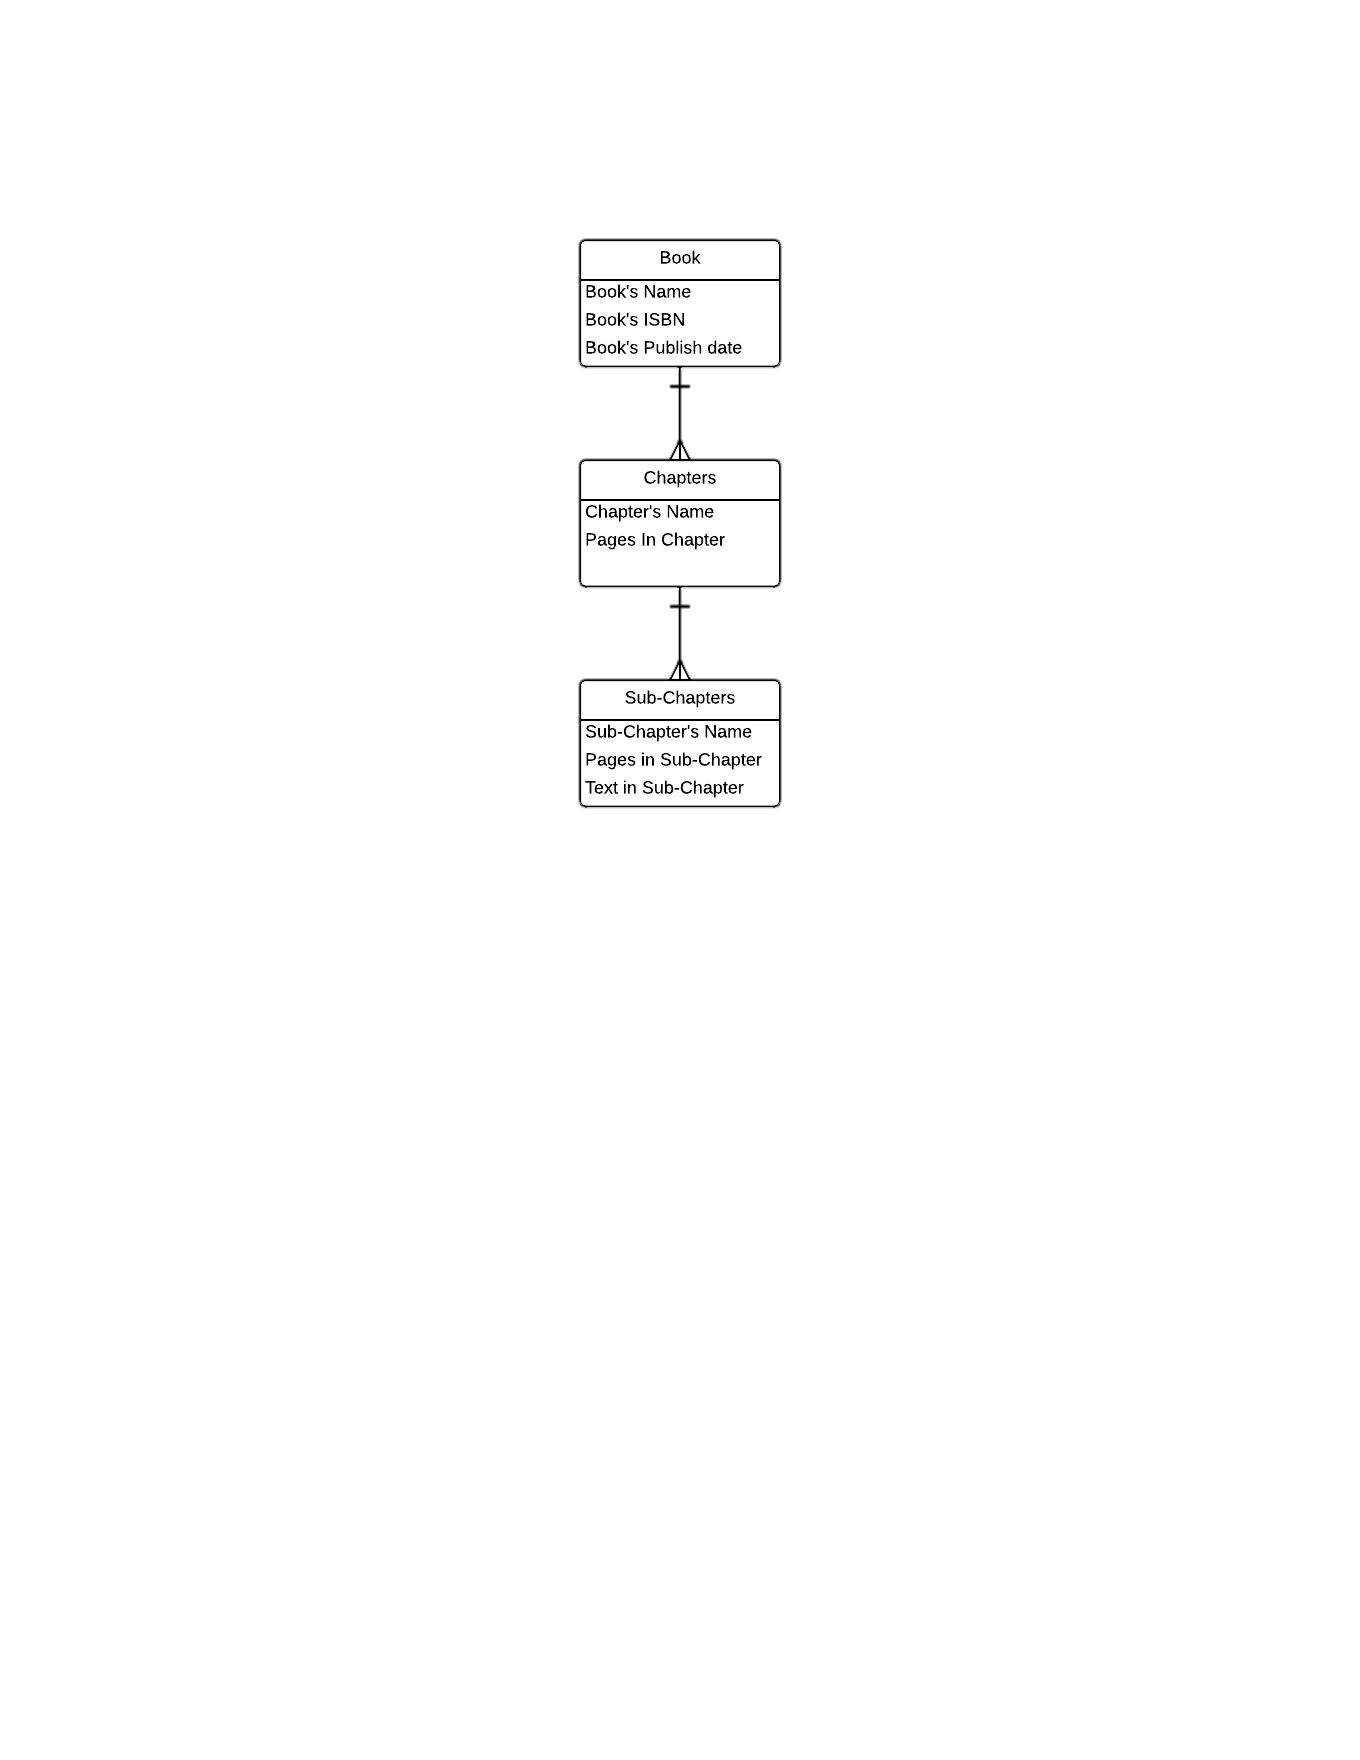 Book
Book's Name
Book's ISBN
Book's Publish date
Chapters
Chapter's Name
Pages In Chapter
Sub-Chapters
Sub-Chapter's Name
Pages in Sub-Chapter
Text in Sub-Chapter